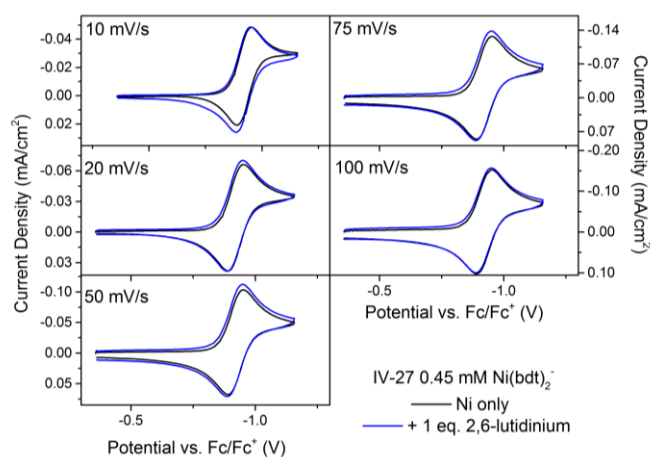 10 mV/s
75 mV/s
-0.04
-0.02
0.00
0.02
-0.14
-0.07
0.00
0.07
20 mV/s
100 mV/s
-0.06
-0.03
0.00
0.03
-0.20
-0.10
0.00
0.10
50 mV/s
-0.10
-0.05
0.00
0.05
Current Density (mA/cm²)
Current Density (mA/cm²)
-0.5
-1.0
Potential vs. Fc/Fc⁺ (V)
-0.5
-1.0
Potential vs. Fc/Fc⁺ (V)
IV-27 0.45 mM Ni(bdt)₂⁻
Ni only
+ 1 eq. 2,6-lutidinium